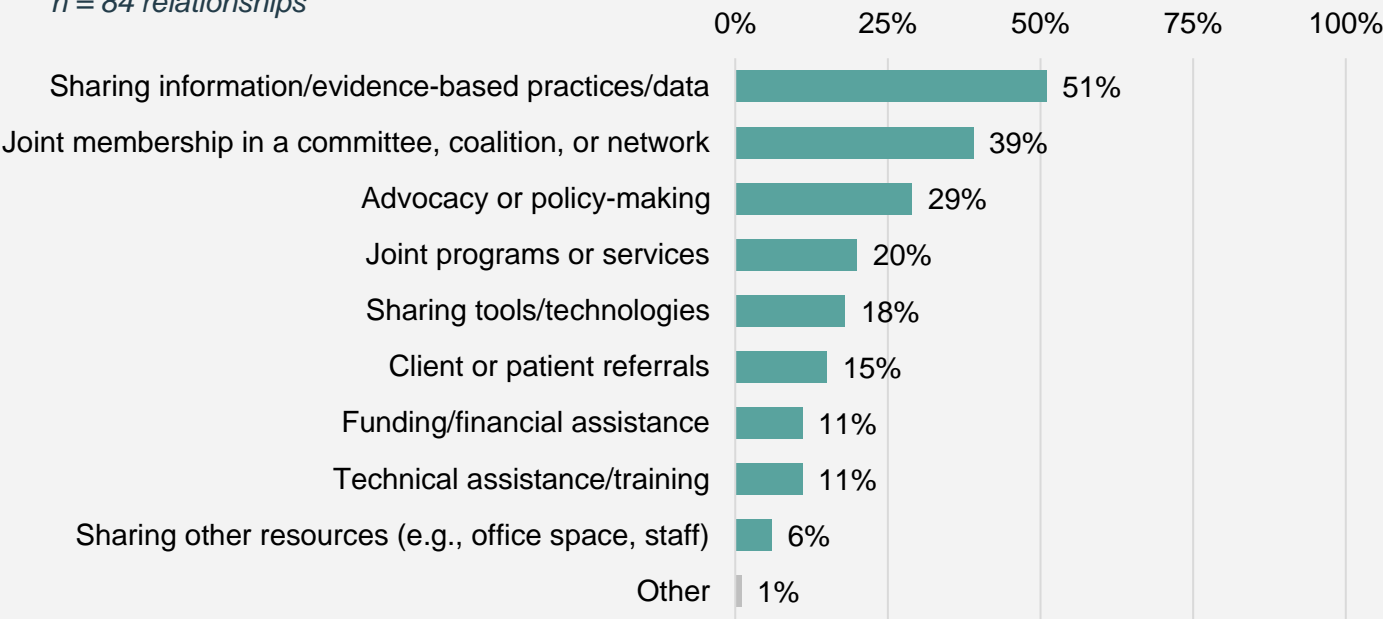 n = 84 relationships
0% 25% 50% 75% 100%
Sharing information/evidence-based practices/data 51%
Joint membership in a committee, coalition, or network 39%
Advocacy or policy-making 29%
Joint programs or services 20%
Sharing tools/technologies 18%
Client or patient referrals 15%
Funding/financial assistance 11%
Technical assistance/training 11%
Sharing other resources (e.g., office space, staff) 6%
Other 1%